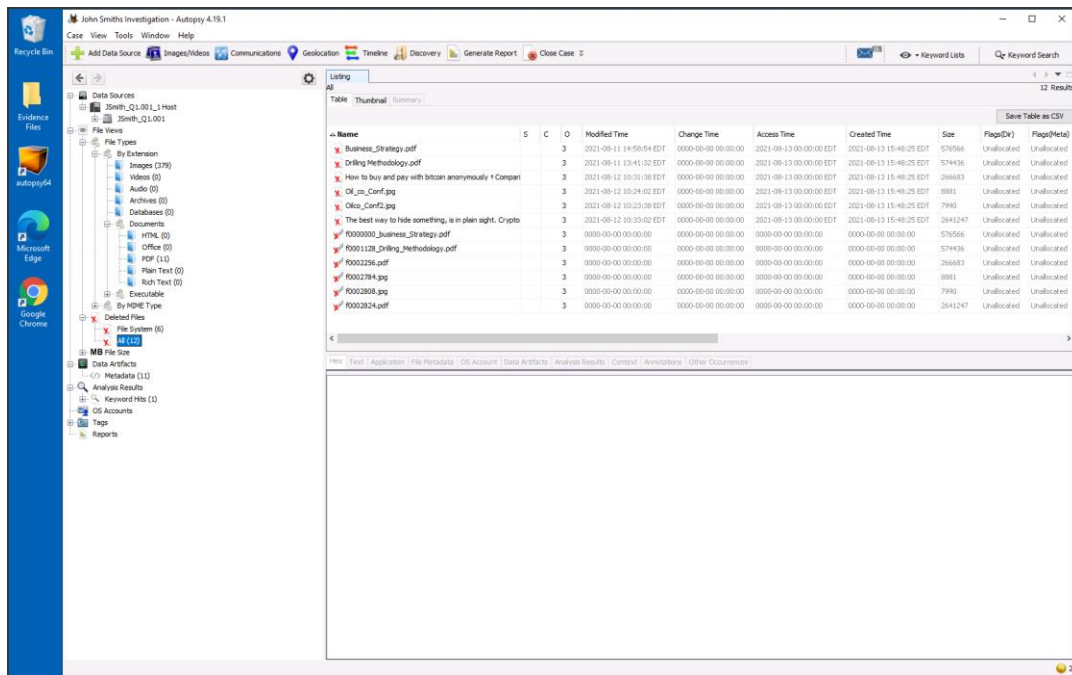 John Smiths Investigation - Autopsy 4.19.1
Case View Tools Window Help
Add Data Source Images/Videos Communications Geolocation Timeline Discovery Generate Report Close Case Keyword Lists Keyword Search
Recycle Bin
Evidence Files
autopsy64
Microsoft Edge
Google Chrome
Data Sources
JSmith_Q1.001_1 Host
JSmith_Q1.001
File Views
File Types
By Extension
Images (379)
Videos (0)
Audio (0)
Archives (0)
Databases (0)
Documents
HTML (0)
Office (0)
PDF (11)
Plain Text (0)
Rich Text (0)
Executable
By MIME Type
Deleted Files
File System (6)
All (12)
MB File Size
Data Artifacts
Metadata (11)
Analysis Results
Keyword Hits (1)
OS Accounts
Tags
Reports
Listing
All
12 Results
Table Thumbnail Summary
Save Table as CSV
Name S C O Modified Time Change Time Access Time Created Time Size Flags(Dir) Flags(Meta)
Business_Strategy.pdf 3 2021-08-11 14:58:54 EDT 0000-00-00 00:00:00 2021-08-13 00:00:00 EDT 2021-08-13 15:48:25 EDT 576566 Unallocated Unallocated
Drilling Methodology.pdf 3 2021-08-11 13:41:32 EDT 0000-00-00 00:00:00 2021-08-13 00:00:00 EDT 2021-08-13 15:48:25 EDT 574436 Unallocated Unallocated
How to buy and pay with bitcoin anonymously † Compari 3 2021-08-12 10:31:38 EDT 0000-00-00 00:00:00 2021-08-13 00:00:00 EDT 2021-08-13 15:48:25 EDT 266683 Unallocated Unallocated
Oil_co_Conf.jpg 3 2021-08-12 10:24:02 EDT 0000-00-00 00:00:00 2021-08-13 00:00:00 EDT 2021-08-13 15:48:25 EDT 8881 Unallocated Unallocated
Oilco_Conf2.jpg 3 2021-08-12 10:23:38 EDT 0000-00-00 00:00:00 2021-08-13 00:00:00 EDT 2021-08-13 15:48:25 EDT 7990 Unallocated Unallocated
The best way to hide something, is in plain sight. Crypto 3 2021-08-12 10:33:02 EDT 0000-00-00 00:00:00 2021-08-13 00:00:00 EDT 2021-08-13 15:48:25 EDT 2641247 Unallocated Unallocated
f0000000_business_Strategy.pdf 3 0000-00-00 00:00:00 0000-00-00 00:00:00 0000-00-00 00:00:00 0000-00-00 00:00:00 576566 Unallocated Unallocated
f0001128_Drilling_Methodology.pdf 3 0000-00-00 00:00:00 0000-00-00 00:00:00 0000-00-00 00:00:00 0000-00-00 00:00:00 574436 Unallocated Unallocated
f0002256.pdf 3 0000-00-00 00:00:00 0000-00-00 00:00:00 0000-00-00 00:00:00 0000-00-00 00:00:00 266683 Unallocated Unallocated
f0002784.jpg 3 0000-00-00 00:00:00 0000-00-00 00:00:00 0000-00-00 00:00:00 0000-00-00 00:00:00 8881 Unallocated Unallocated
f0002808.jpg 3 0000-00-00 00:00:00 0000-00-00 00:00:00 0000-00-00 00:00:00 0000-00-00 00:00:00 7990 Unallocated Unallocated
f0002824.pdf 3 0000-00-00 00:00:00 0000-00-00 00:00:00 0000-00-00 00:00:00 0000-00-00 00:00:00 2641247 Unallocated Unallocated
Hex Text Application File Metadata OS Account Data Artifacts Analysis Results Context Annotations Other Occurrences